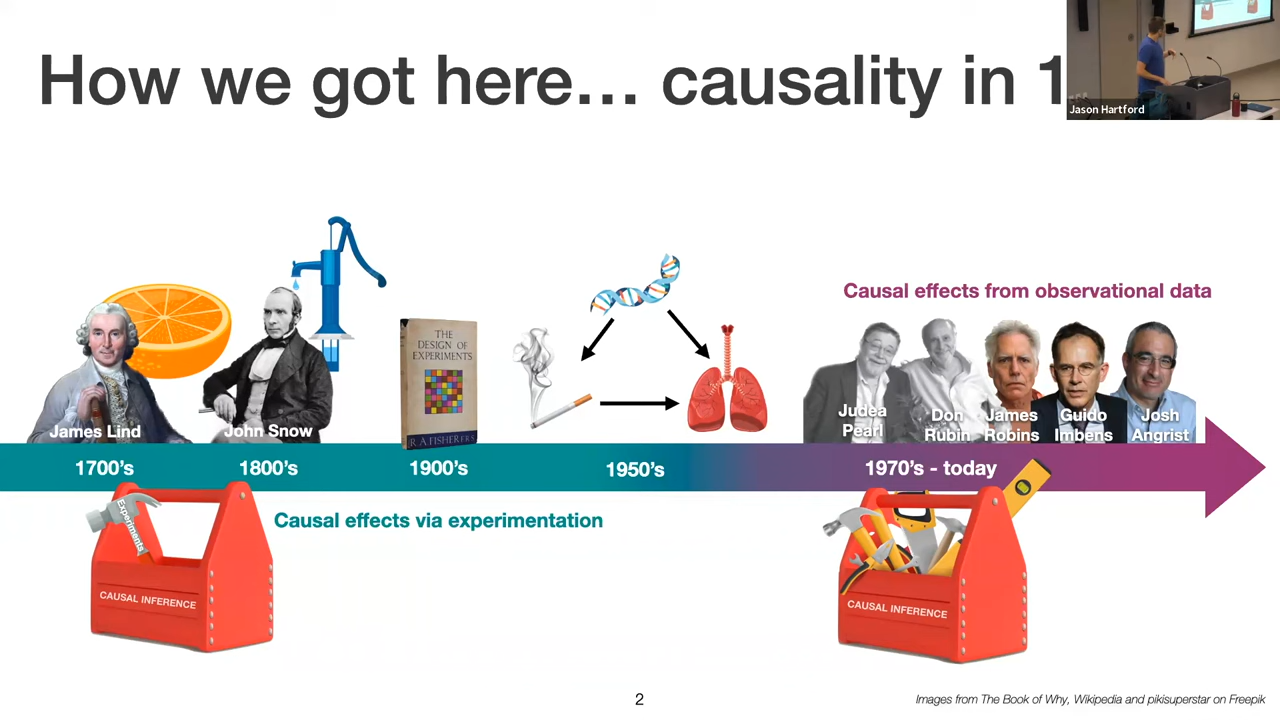 How we got here… causality in 1
Jason Hartford
Causal effects from observational data
THE
DESIGN OF
EXPERIMENTS
R.A. FISHER F.R.S
James Lind
John Snow
Judea
Pearl
Don
Rubin
James
Robins
Guido
Imbens
Josh
Angrist
1700's
1800's
1900's
1950's
1970's - today
Experiments
Causal effects via experimentation
CAUSAL INFERENCE
CAUSAL INFERENCE
2
Images from The Book of Why, Wikipedia and pikisuperstar on Freepik